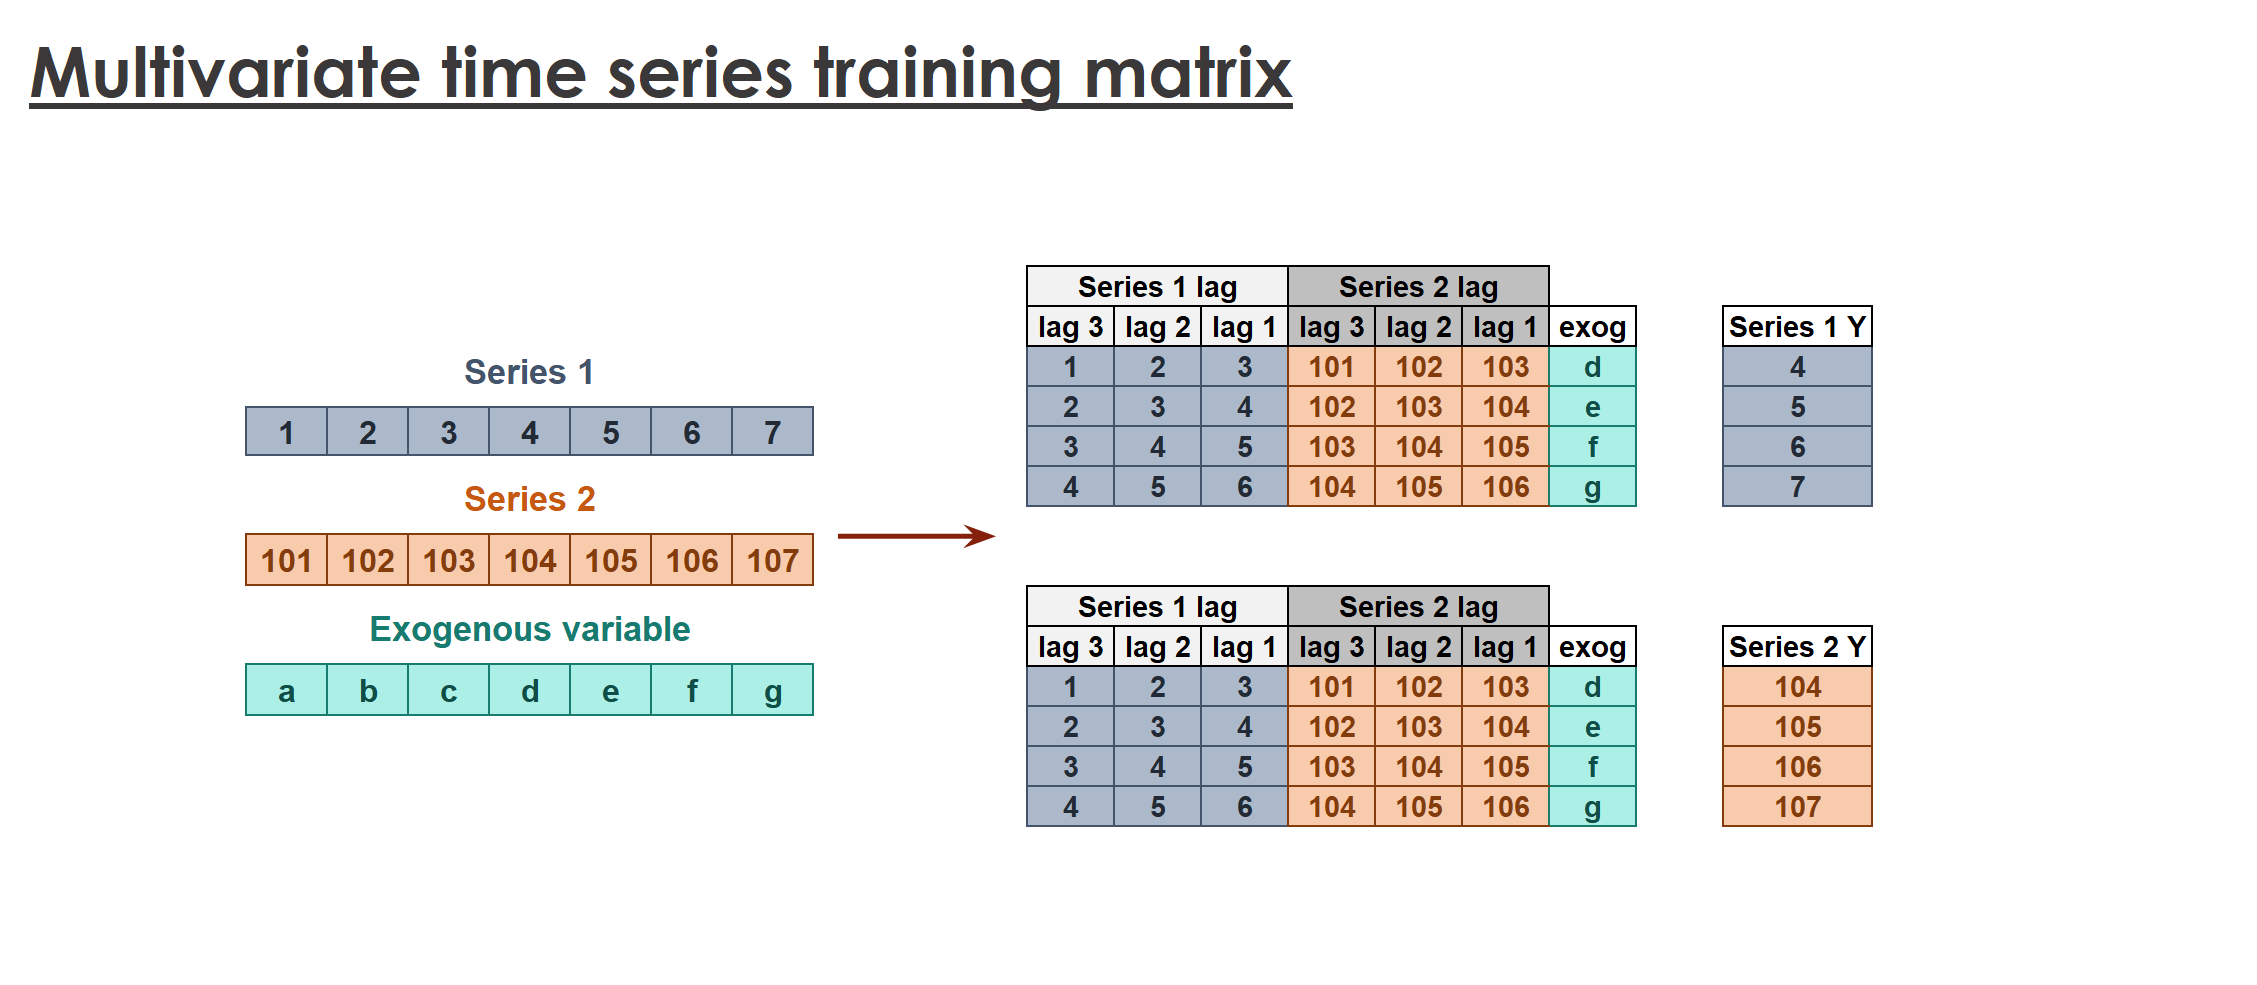 Multivariate time series training matrix
Series 1
1 2 3 4 5 6 7
Series 2
101 102 103 104 105 106 107
Exogenous variable
a b c d e f g
Series 1 lag Series 2 lag
lag 3 lag 2 lag 1 lag 3 lag 2 lag 1 exog
1 2 3 101 102 103 d
2 3 4 102 103 104 e
3 4 5 103 104 105 f
4 5 6 104 105 106 g
Series 1 Y
4
5
6
7
Series 1 lag Series 2 lag
lag 3 lag 2 lag 1 lag 3 lag 2 lag 1 exog
1 2 3 101 102 103 d
2 3 4 102 103 104 e
3 4 5 103 104 105 f
4 5 6 104 105 106 g
Series 2 Y
104
105
106
107